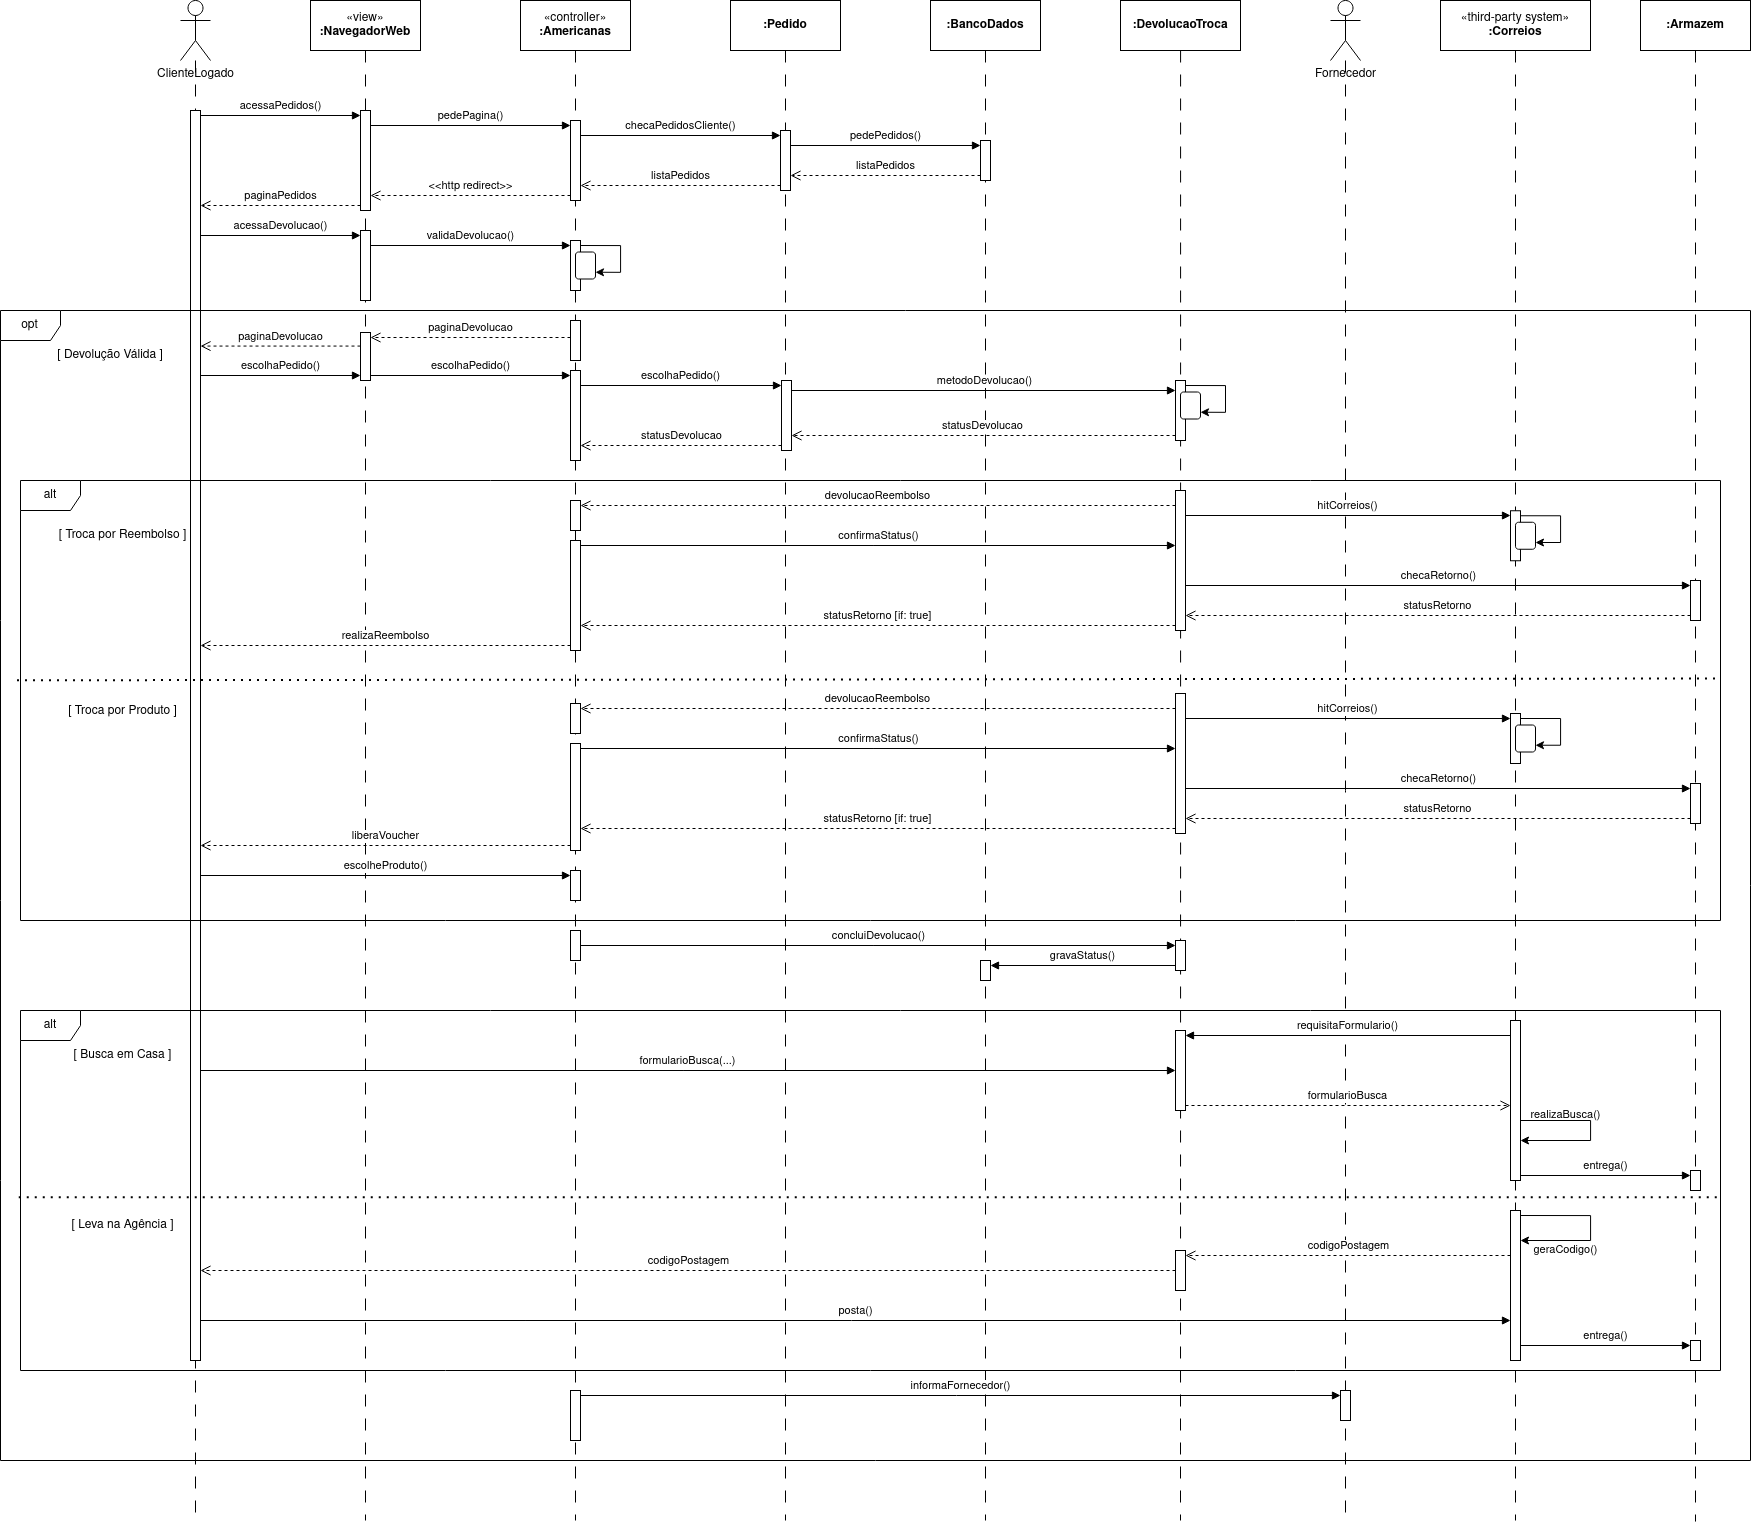 «view»
:NavegadorWeb
«controller»
:Americanas
:Pedido
:BancoDados
:DevolucaoTroca
«third-party system»
:Correios
:Armazem
ClienteLogado
Fornecedor
acessaPedidos()
pedePagina()
checaPedidosCliente()
pedePedidos()
listaPedidos
listaPedidos
<<http redirect>>
paginaPedidos
acessaDevolucao()
validaDevolucao()
opt
[ Devolução Válida ]
paginaDevolucao
paginaDevolucao
escolhaPedido()
escolhaPedido()
escolhaPedido()
metodoDevolucao()
statusDevolucao
statusDevolucao
alt
[ Troca por Reembolso ]
devolucaoReembolso
hitCorreios()
confirmaStatus()
checaRetorno()
statusRetorno
statusRetorno [if: true]
realizaReembolso
[ Troca por Produto ]
devolucaoReembolso
hitCorreios()
confirmaStatus()
checaRetorno()
statusRetorno
statusRetorno [if: true]
liberaVoucher
escolheProduto()
concluiDevolucao()
gravaStatus()
alt
[ Busca em Casa ]
requisitaFormulario()
formularioBusca(...)
formularioBusca
realizaBusca()
entrega()
[ Leva na Agência ]
geraCodigo()
codigoPostagem
codigoPostagem
posta()
entrega()
informaFornecedor()